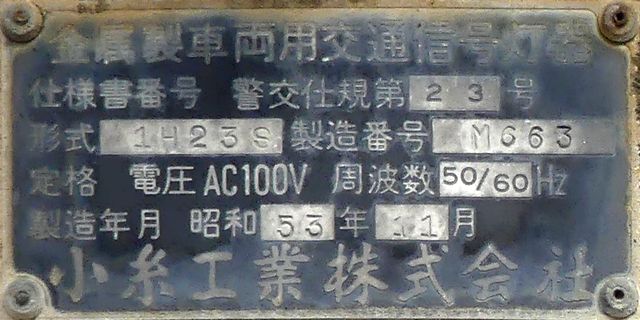 金属製車両用交通信号灯器
仕様書番号 警交仕規第 23 号
形式 1H23S 製造番号 M663
定格 電圧 AC100V 周波数 50/60 Hz
製造年月 昭和 53 年 11 月
小糸工業株式会社